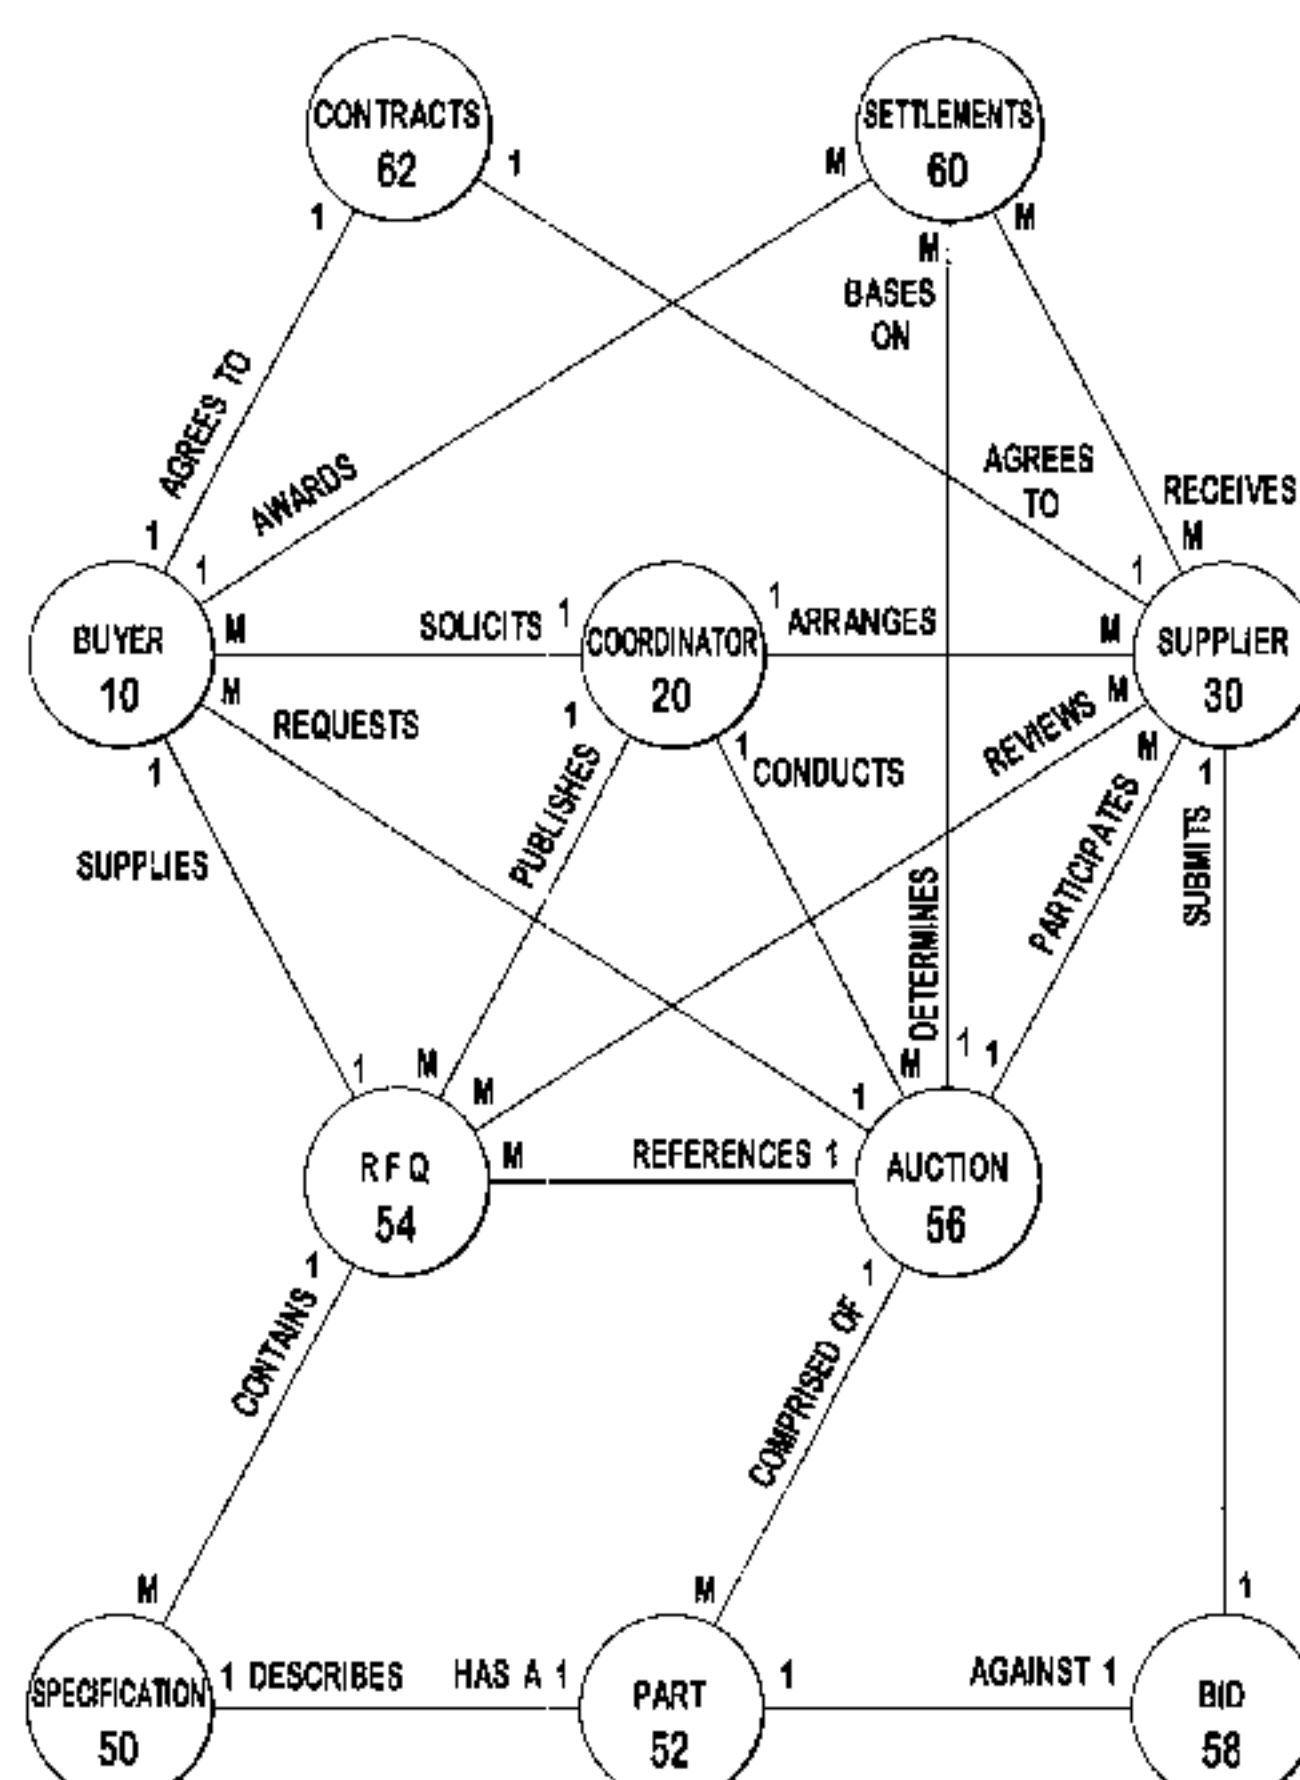 CONTRACTS
62
SETTLEMENTS
60
1
M
1
M
M
BASES
ON
AGREES TO
AWARDS
AGREES
TO
RECEIVES
1
1
1
M
BUYER
10
M
SOLICITS 1
COORDINATOR
20
1 ARRANGES
M
SUPPLIER
30
M
REQUESTS
1
1
M
REVIEWS
M
1
1
CONDUCTS
SUPPLIES
PUBLISHES
DETERMINES
PARTICIPATES
SUBMITS
1
M
M
M
1
1
1
RFQ
54
M
REFERENCES 1
AUCTION
56
1
1
CONTAINS
COMPRISED OF
M
M
1
SPECIFICATION
50
1 DESCRIBES
HAS A 1
PART
52
1
AGAINST 1
BID
58